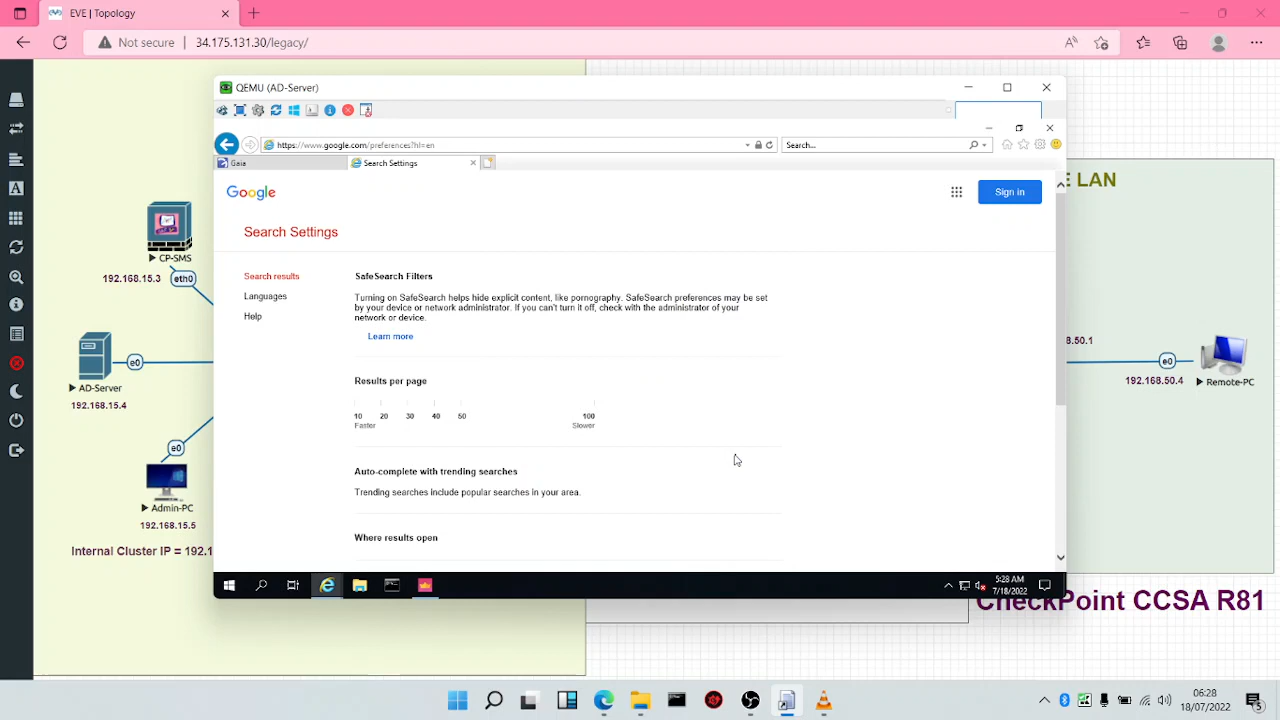 EVE | Topology
Not secure
34.175.131.30/legacy/
QEMU (AD-Server)
https://www.google.com/preferences?hl=en
Search...
Gaia
Search Settings
Google
Sign in
Search Settings
Search results
Languages
Help
SafeSearch Filters
Turning on SafeSearch helps hide explicit content, like pornography. SafeSearch preferences may be set
by your device or network administrator. If you can't turn it off, check with the administrator of your
network or device.
Learn more
Results per page
10 20 30 40 50 100
Faster
Slower
Auto-complete with trending searches
Trending searches include popular searches in your area.
Where results open
5:28 AM
7/18/2022
CP-SMS
192.168.15.3
eth0
AD-Server
e0
192.168.15.4
e0
Admin-PC
192.168.15.5
Internal Cluster IP = 192.1
E LAN
50.1
e0
192.168.50.4
Remote-PC
CheckPoint CCSA R81
06:28
18/07/2022
5